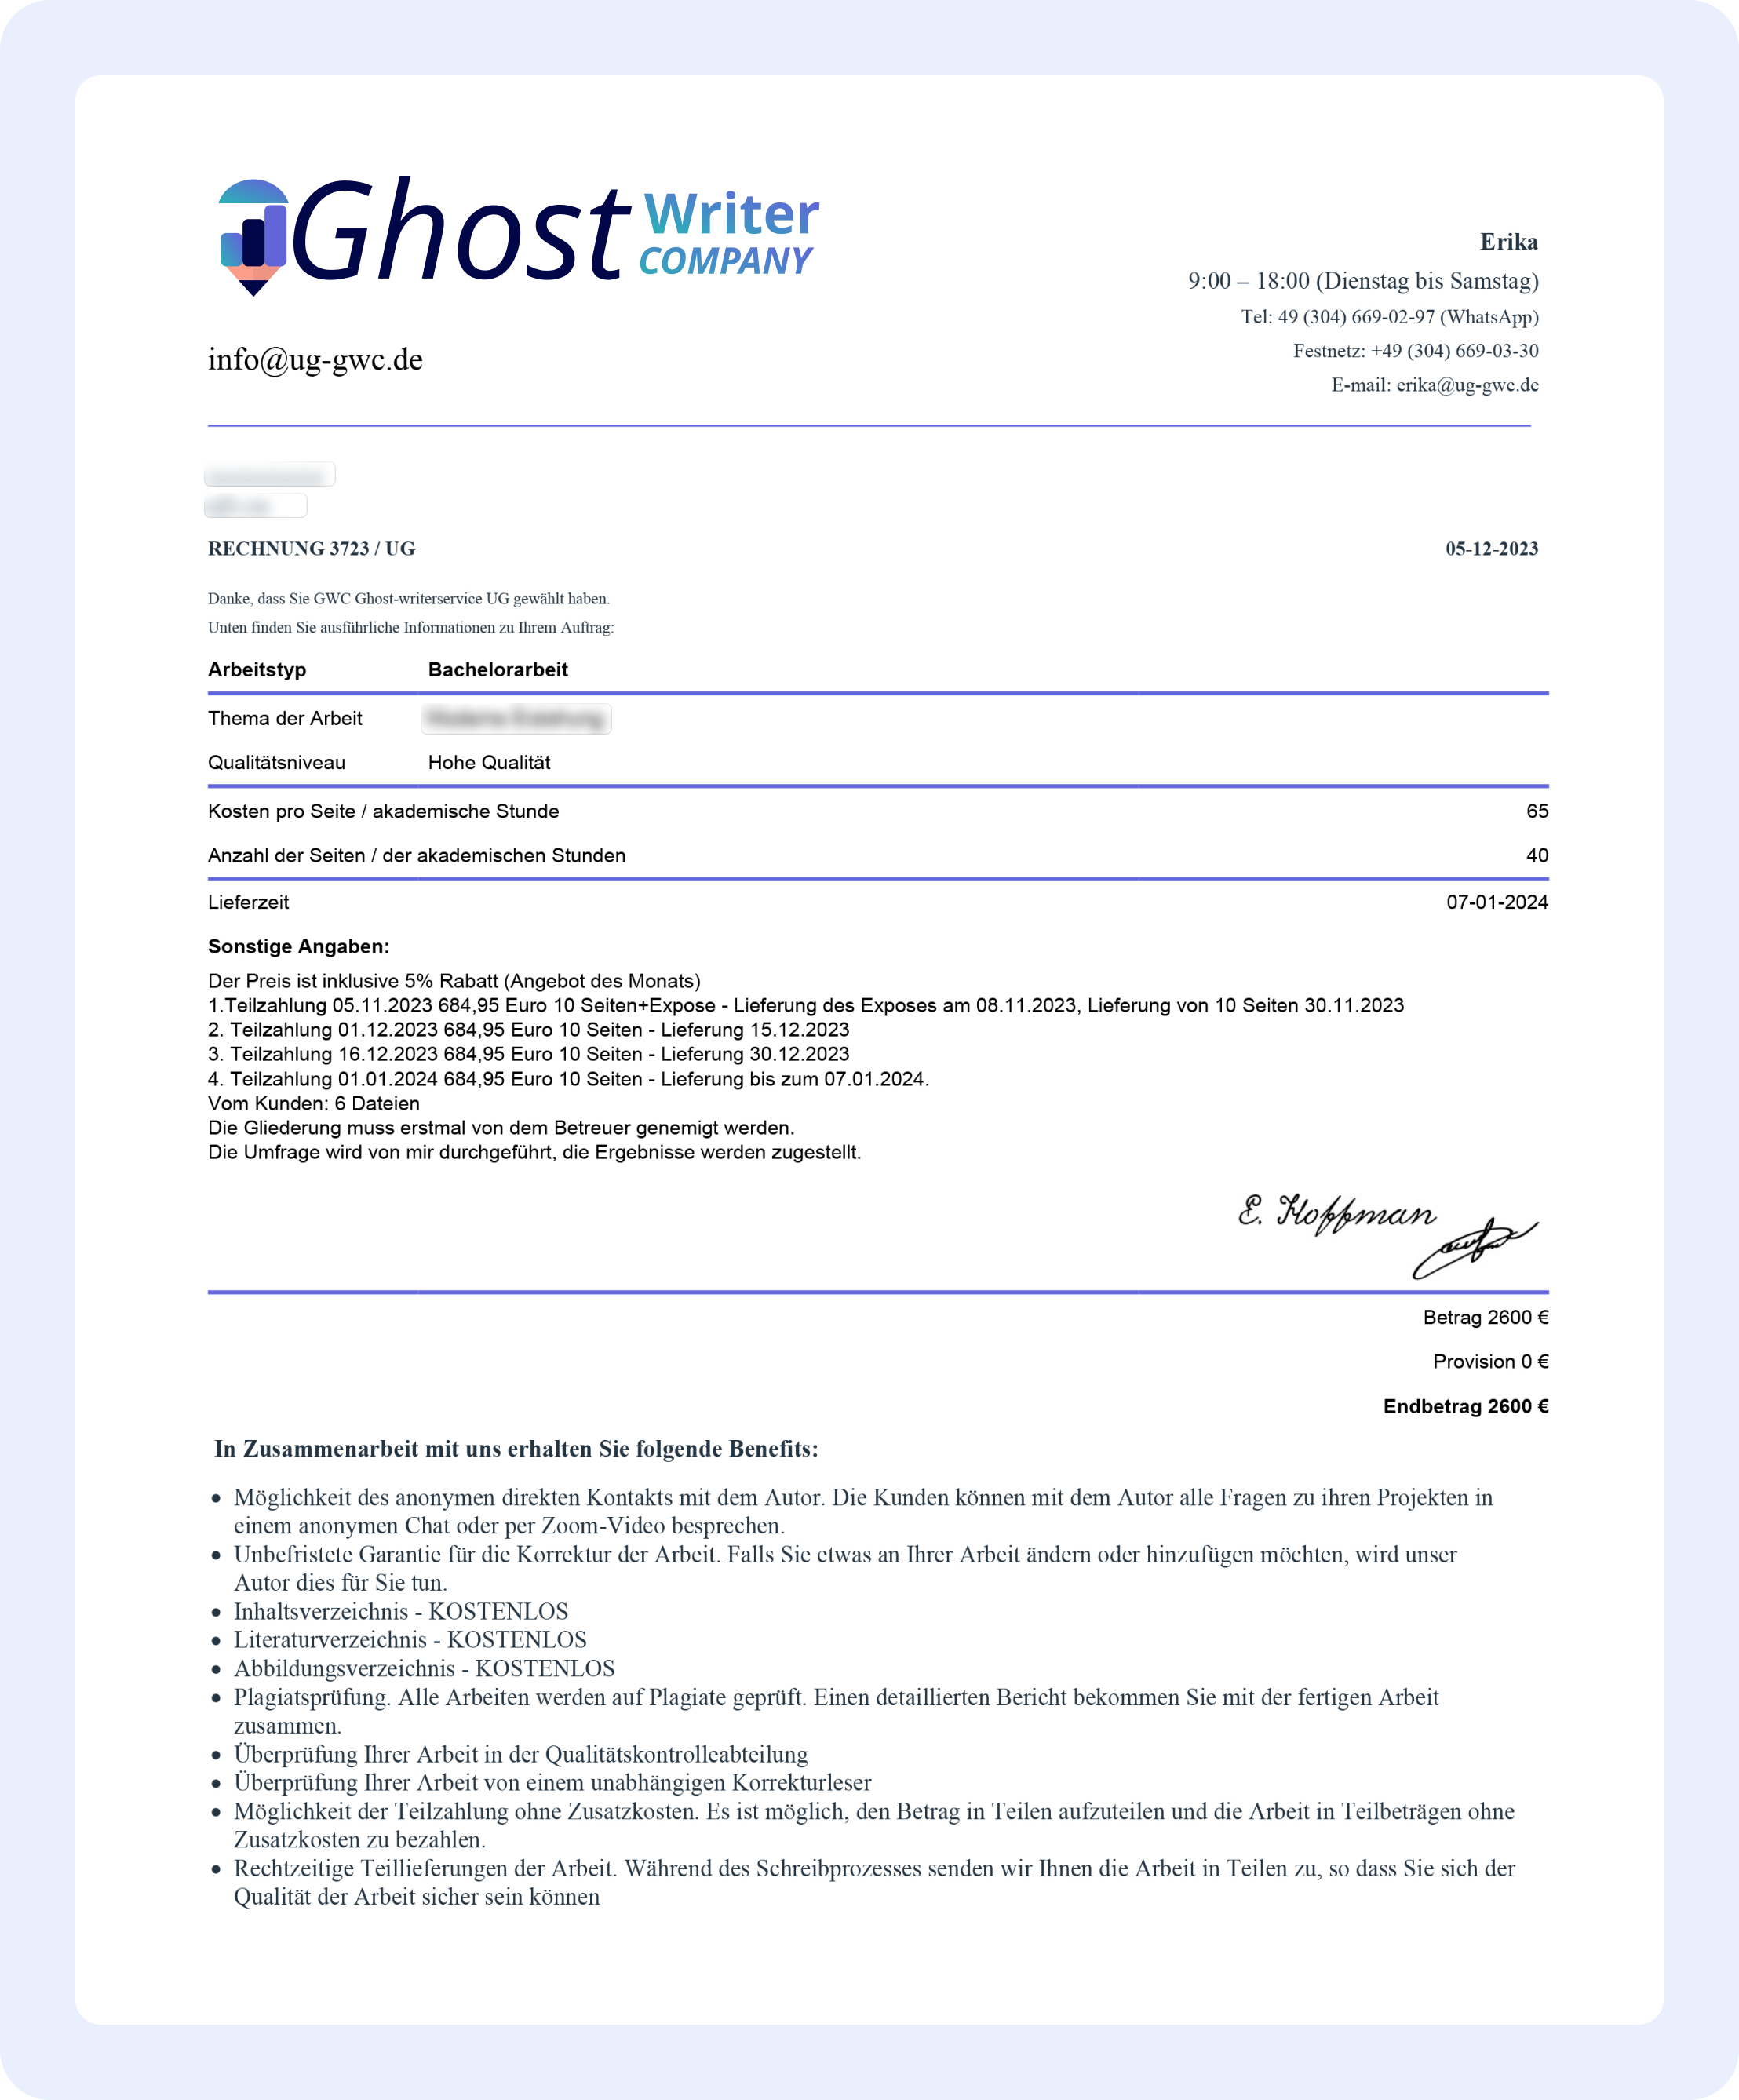 Ghost Writer COMPANY
Erika
9:00 – 18:00 (Dienstag bis Samstag)
Tel: 49 (304) 669-02-97 (WhatsApp)
info@ug-gwc.de
Festnetz: +49 (304) 669-03-30
E-mail: erika@ug-gwc.de
RECHNUNG 3723 / UG 05-12-2023
Danke, dass Sie GWC Ghost-writerservice UG gewählt haben.
Unten finden Sie ausführliche Informationen zu Ihrem Auftrag:
Arbeitstyp Bachelorarbeit
Thema der Arbeit
Qualitätsniveau Hohe Qualität
Kosten pro Seite / akademische Stunde 65
Anzahl der Seiten / der akademischen Stunden 40
Lieferzeit 07-01-2024
Sonstige Angaben:
Der Preis ist inklusive 5% Rabatt (Angebot des Monats)
1.Teilzahlung 05.11.2023 684,95 Euro 10 Seiten+Expose - Lieferung des Exposes am 08.11.2023, Lieferung von 10 Seiten 30.11.2023
2. Teilzahlung 01.12.2023 684,95 Euro 10 Seiten - Lieferung 15.12.2023
3. Teilzahlung 16.12.2023 684,95 Euro 10 Seiten - Lieferung 30.12.2023
4. Teilzahlung 01.01.2024 684,95 Euro 10 Seiten - Lieferung bis zum 07.01.2024.
Vom Kunden: 6 Dateien
Die Gliederung muss erstmal von dem Betreuer genemigt werden.
Die Umfrage wird von mir durchgeführt, die Ergebnisse werden zugestellt.
E. Hoffman
Betrag 2600 €
Provision 0 €
Endbetrag 2600 €
In Zusammenarbeit mit uns erhalten Sie folgende Benefits:
• Möglichkeit des anonymen direkten Kontakts mit dem Autor. Die Kunden können mit dem Autor alle Fragen zu ihren Projekten in
einem anonymen Chat oder per Zoom-Video besprechen.
• Unbefristete Garantie für die Korrektur der Arbeit. Falls Sie etwas an Ihrer Arbeit ändern oder hinzufügen möchten, wird unser
Autor dies für Sie tun.
• Inhaltsverzeichnis - KOSTENLOS
• Literaturverzeichnis - KOSTENLOS
• Abbildungsverzeichnis - KOSTENLOS
• Plagiatsprüfung. Alle Arbeiten werden auf Plagiate geprüft. Einen detaillierten Bericht bekommen Sie mit der fertigen Arbeit
zusammen.
• Überprüfung Ihrer Arbeit in der Qualitätskontrolleabteilung
• Überprüfung Ihrer Arbeit von einem unabhängigen Korrekturleser
• Möglichkeit der Teilzahlung ohne Zusatzkosten. Es ist möglich, den Betrag in Teilen aufzuteilen und die Arbeit in Teilbeträgen ohne
Zusatzkosten zu bezahlen.
• Rechtzeitige Teillieferungen der Arbeit. Während des Schreibprozesses senden wir Ihnen die Arbeit in Teilen zu, so dass Sie sich der
Qualität der Arbeit sicher sein können